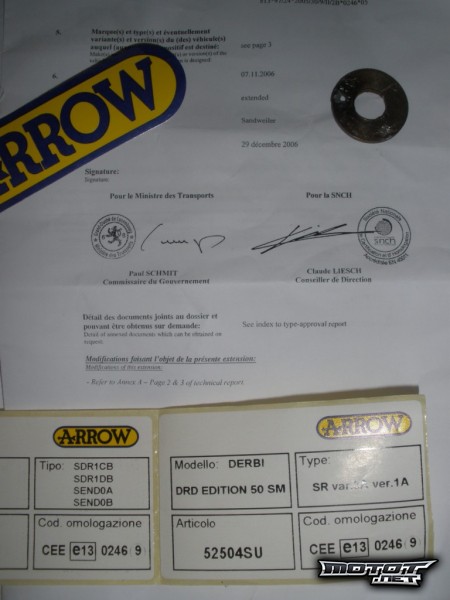 5. Marque(s) et type(s) et éventuellement
variante(s) et version(s) du (des) véhicule(s)
see page 3
6.
07.11.2006
extended
Sandweiler
29 décembre 2006
ARROW
Signature:
Signature
Pour le Ministre des Transports
Pour la SNCH
snch
Paul SCHMIT
Commissaire du Gouvernement
Claude LIESCH
Conseiller de Direction
Détail des documents joints au dossier et
pouvant être obtenus sur demande:
Detail of annexed documents which can be obtained on
request:
See index to type-approval report
Modifications faisant l'objet de la présente extension:
Modifications of this extension:
- Refer to Annex A – Page 2 & 3 of technical report
ARROW
Tipo: SDR1CB
SDR1DB
SEND0A
SEND0B
Cod. omologazione
CEE e13 0246 9
ARROW
Modello: DERBI
DRD EDITION 50 SM
Type:
ver.1A
Articolo
52504SU
Cod. omologazione
CEE e13 0246 9
MOTOT.NET